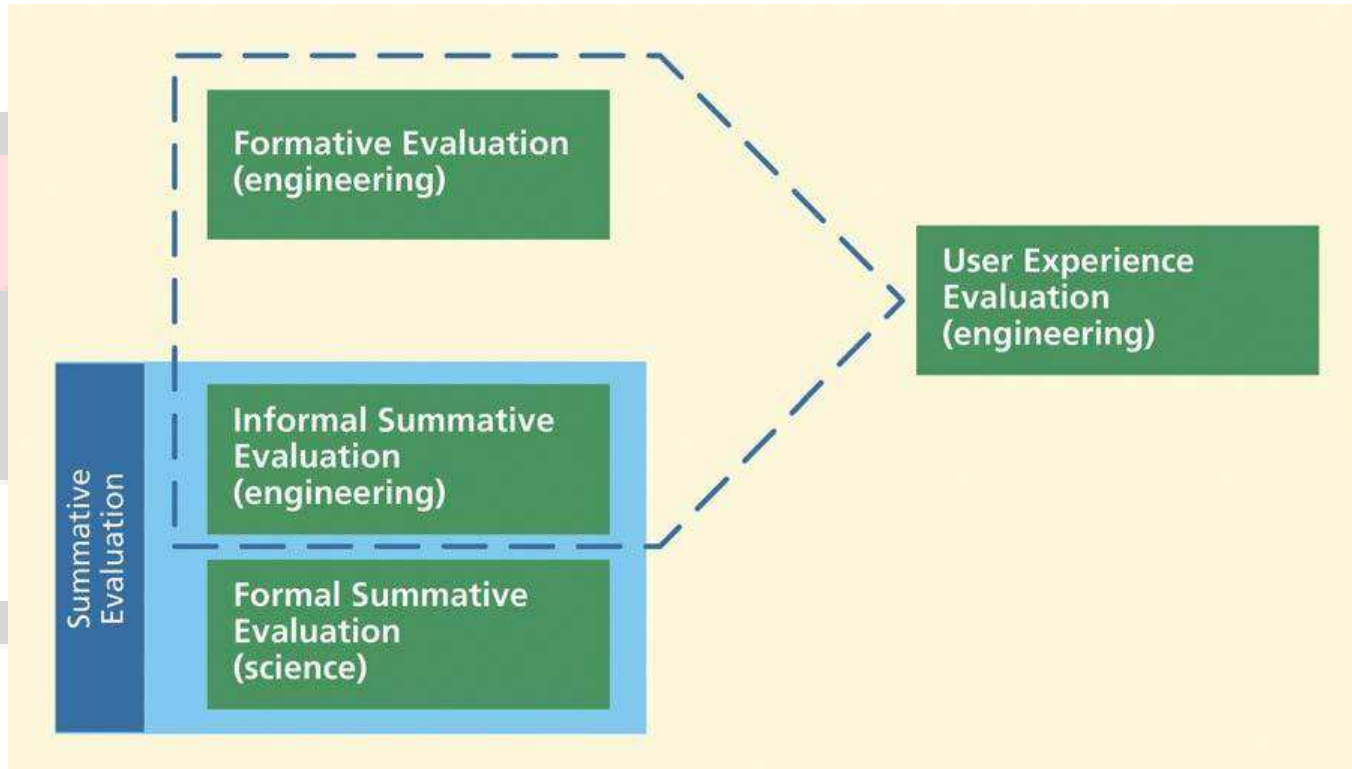 Formative Evaluation
(engineering)
User Experience
Evaluation
(engineering)
Summative
Evaluation
Informal Summative
Evaluation
(engineering)
Formal Summative
Evaluation
(science)